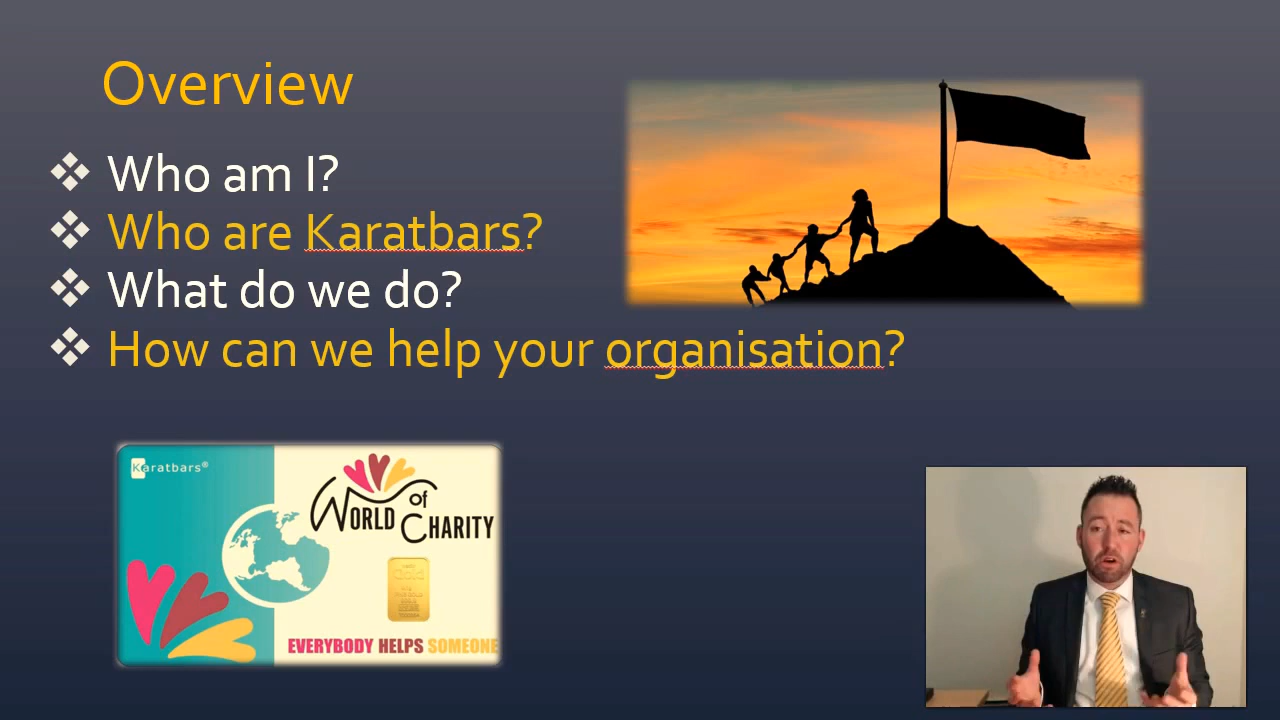 Overview
Who am I?
Who are Karatbars?
What do we do?
How can we help your organisation?
Karatbars®
WORLD of CHARITY
EVERYBODY HELPS SOMEONE